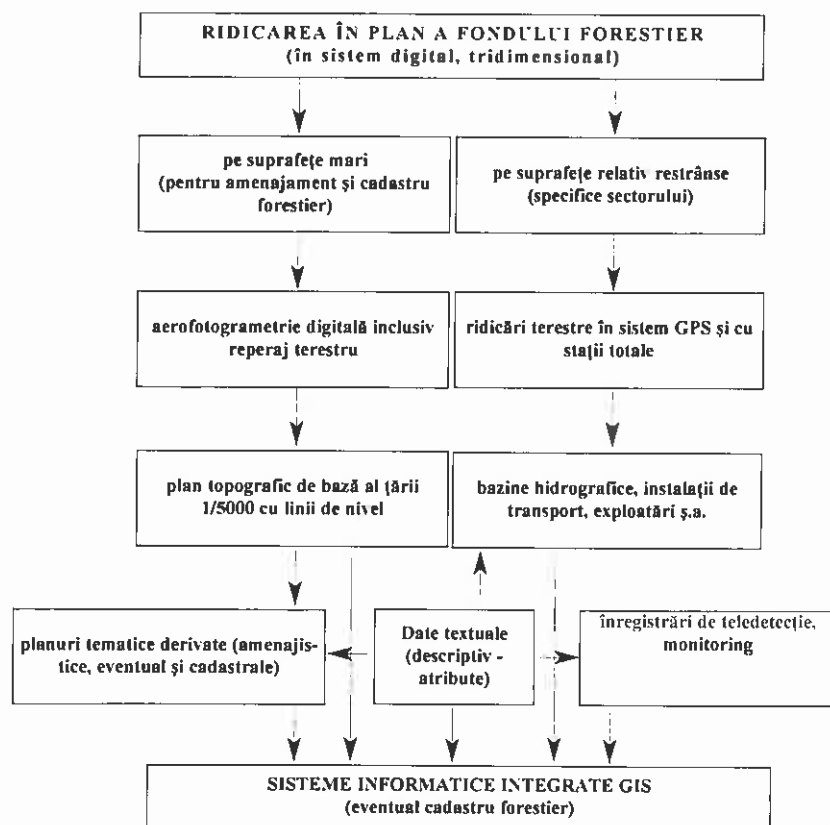 RIDICAREA ÎN PLAN A FONDULUI FORESTIER
(în sistem digital, tridimensional)
pe suprafețe mari
(pentru amenajament și cadastru
forestier)
pe suprafețe relativ restrânse
(specifice sectorului)
aerofotogrametrie digitală inclusiv
reperaj terestru
ridicări terestre în sistem GPS și cu
stații totale
plan topografic de bază al țării
1/5000 cu linii de nivel
bazine hidrografice, instalații de
transport, exploatări ș.a.
planuri tematice derivate (amenajis-
tice, eventual și cadastrale)
Date textuale
(descriptiv -
atribute)
înregistrări de teledetecție,
monitoring
SISTEME INFORMATICE INTEGRATE GIS
(eventual cadastru forestier)